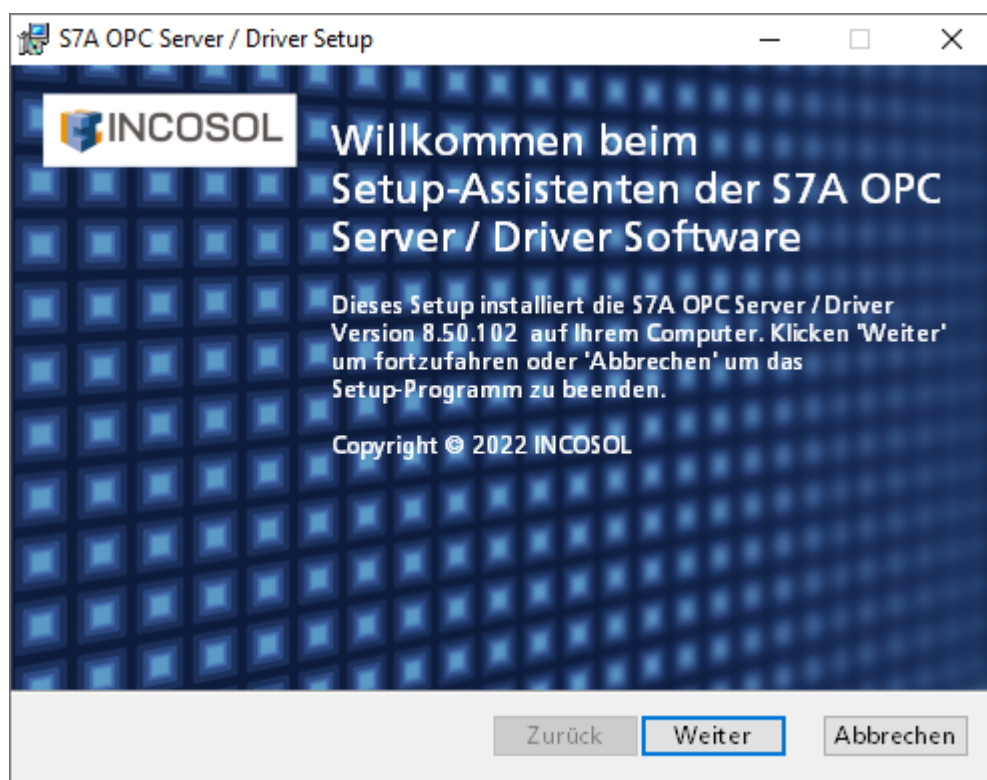 S7A OPC Server / Driver Setup
INCOSOL
Willkommen beim
Setup-Assistenten der S7A OPC
Server / Driver Software
Dieses Setup installiert die S7A OPC Server / Driver
Version 8.50.102 auf Ihrem Computer. Klicken 'Weiter'
um fortzufahren oder 'Abbrechen' um das
Setup-Programm zu beenden.
Copyright © 2022 INCOSOL
Zurück Weiter Abbrechen